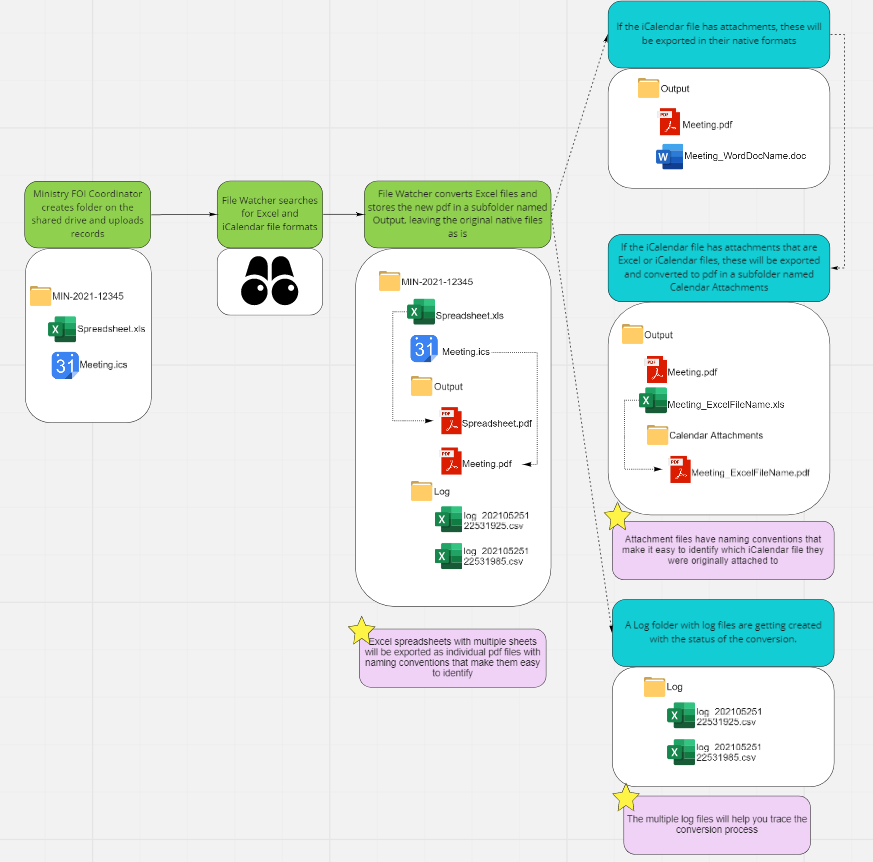 Ministry FOI Coordinator
creates folder on the
shared drive and uploads
records
MIN-2021-12345
Spreadsheet.xls
31
Meeting.ics
File Watcher searches
for Excel and
iCalendar file formats
File Watcher converts Excel files and
stores the new pdf in a subfolder named
Output, leaving the original native files
as is
MIN-2021-12345
Spreadsheet.xls
31
Meeting.ics
Output
PDF
Spreadsheet.pdf
PDF
Meeting.pdf
Log
log_202105251
22531925.csv
log_202105251
22531985.csv
Excel spreadsheets with multiple sheets
will be exported as individual pdf files with
naming conventions that make them easy
to identify
If the iCalendar file has attachments, these will
be exported in their native formats
Output
PDF
Meeting.pdf
W
Meeting_WordDocName.doc
If the iCalendar file has attachments that are
Excel or iCalendar files, these will be exported
and converted to pdf in a subfolder named
Calendar Attachments
Output
PDF
Meeting.pdf
Meeting_ExcelFileName.xls
Calendar Attachments
PDF
Meeting_ExcelFileName.pdf
Attachment files have naming conventions that
make it easy to identify which iCalendar file they
were originally attached to
A Log folder with log files are getting created
with the status of the conversion.
Log
log_202105251
22531925.csv
log_202105251
22531985.csv
The multiple log files will help you trace the
conversion process